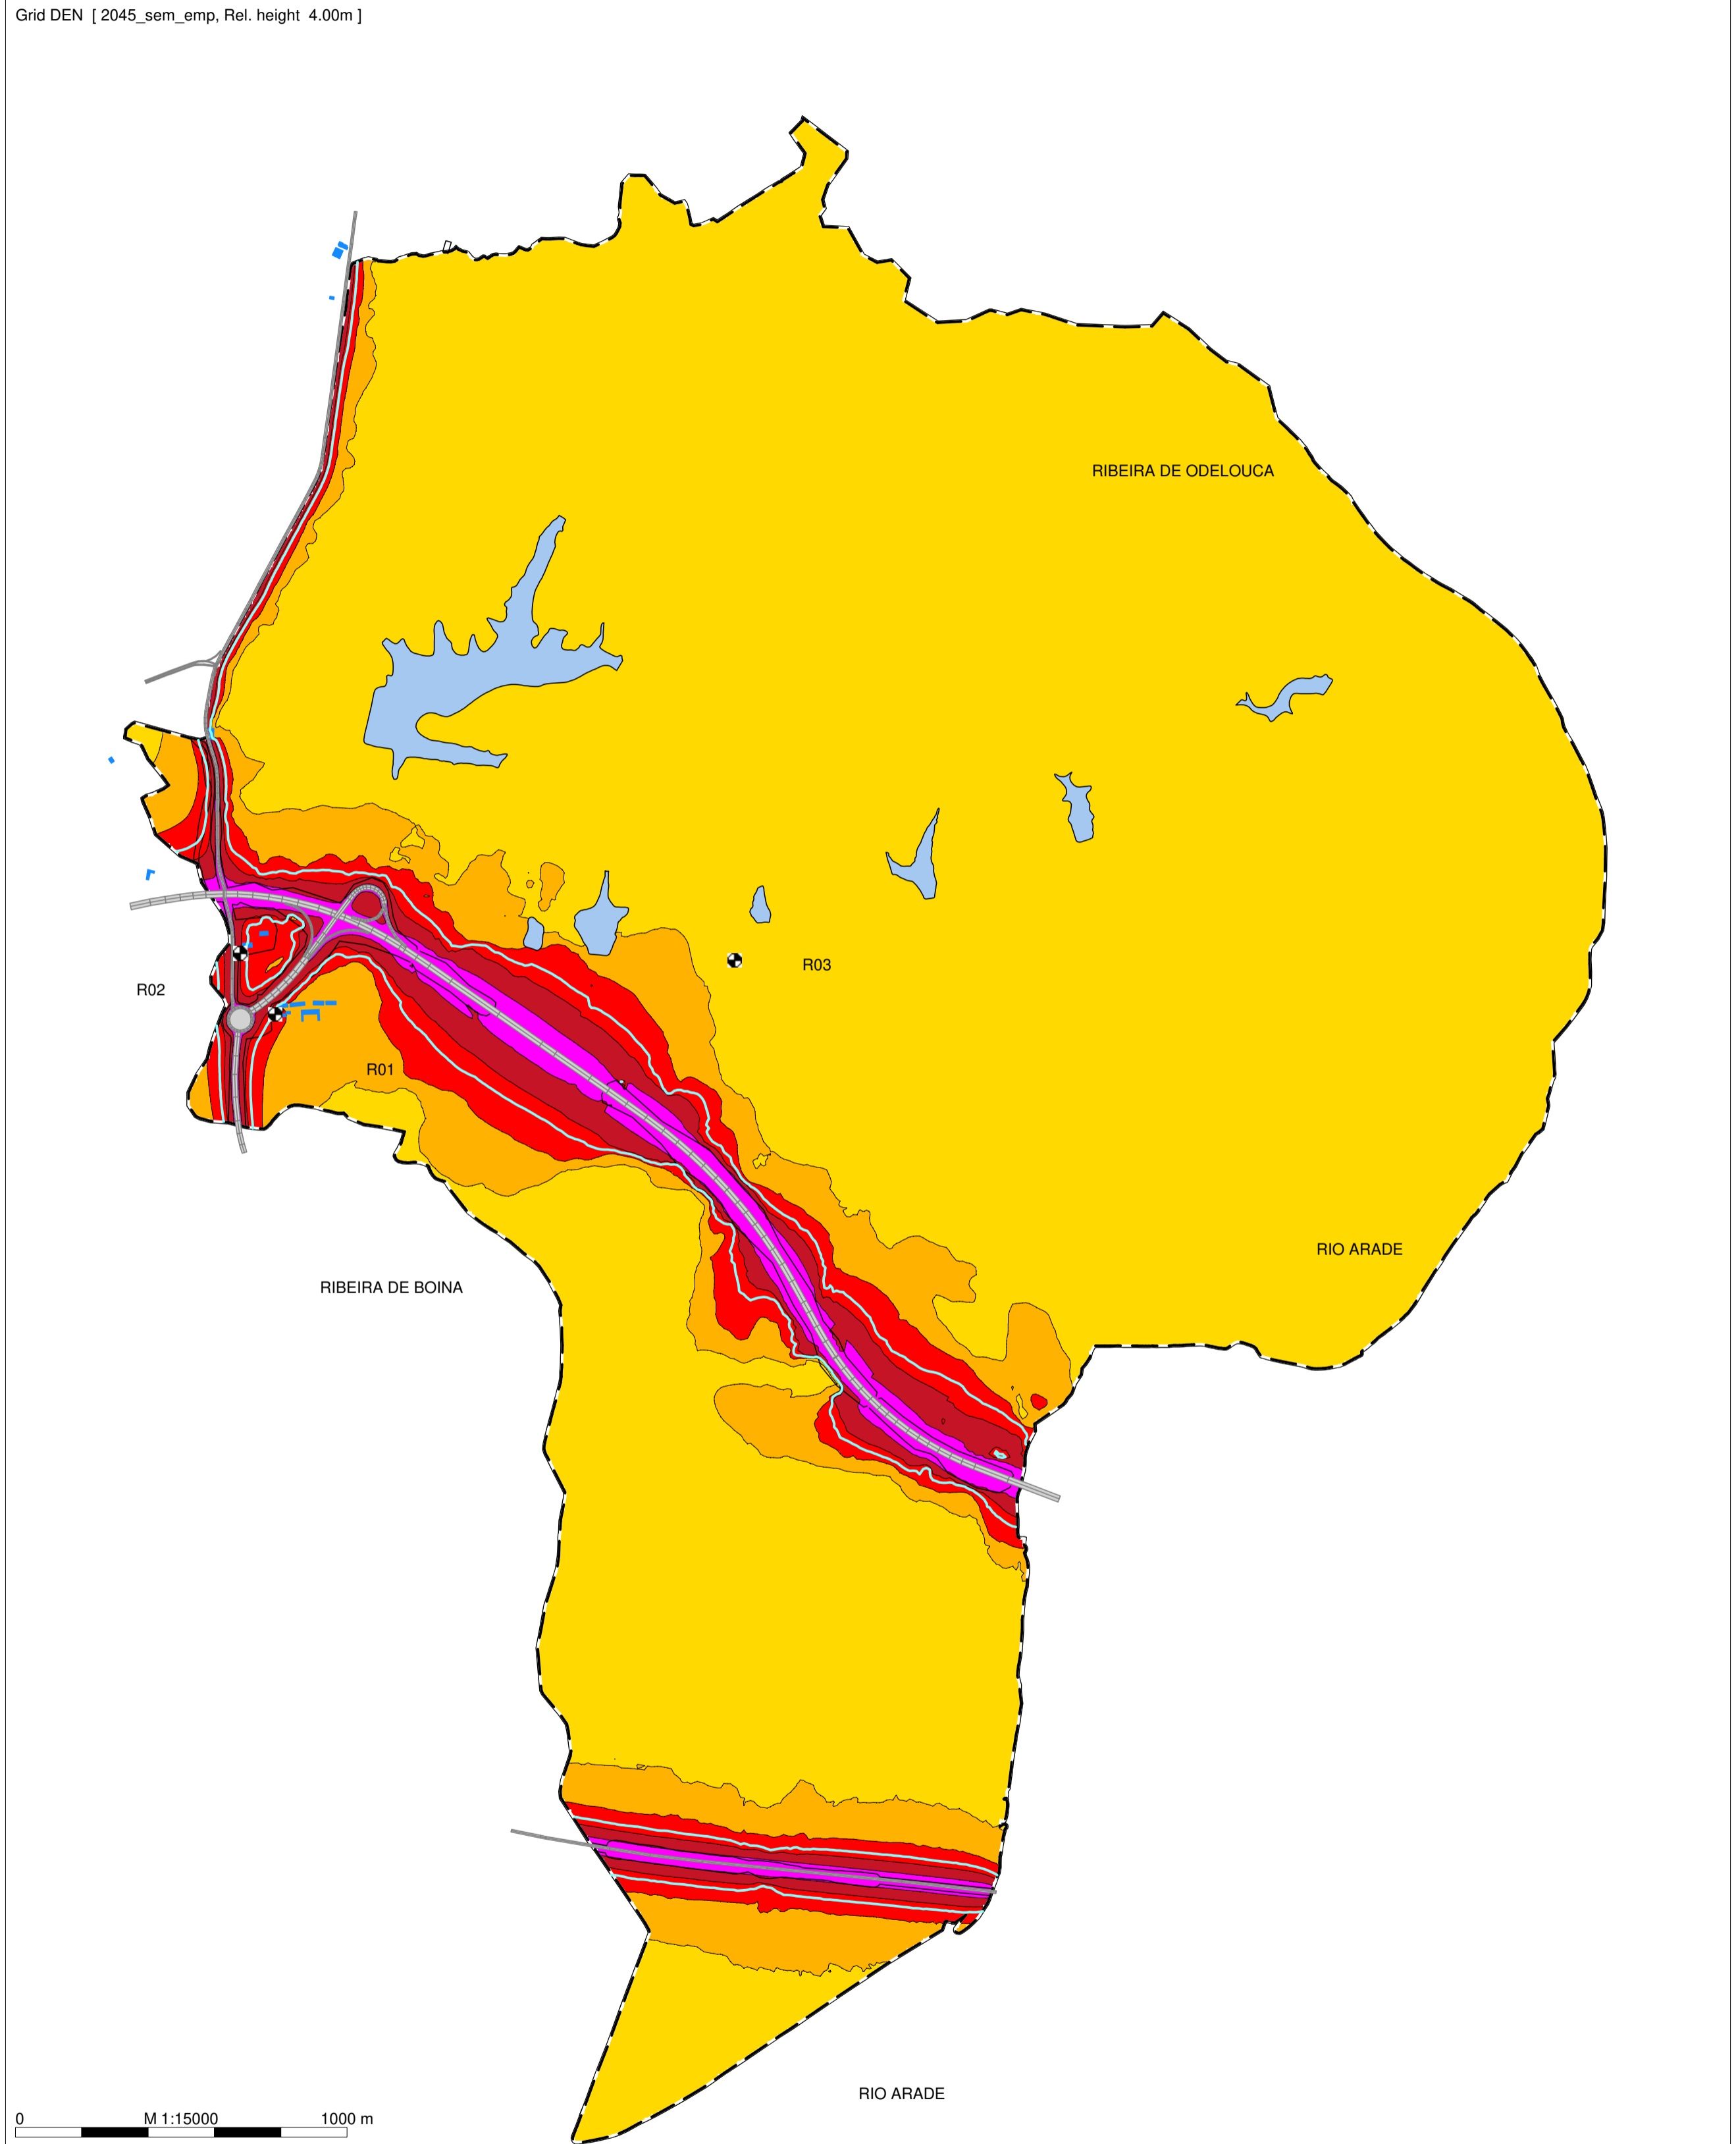 Grid DEN [ 2045_sem_emp, Rel. height 4.00m ]
RIBEIRA DE ODELOUCA
R03
R02
R01
RIO ARADE
RIBEIRA DE BOINA
RIO ARADE
0 M 1:15000 1000 m